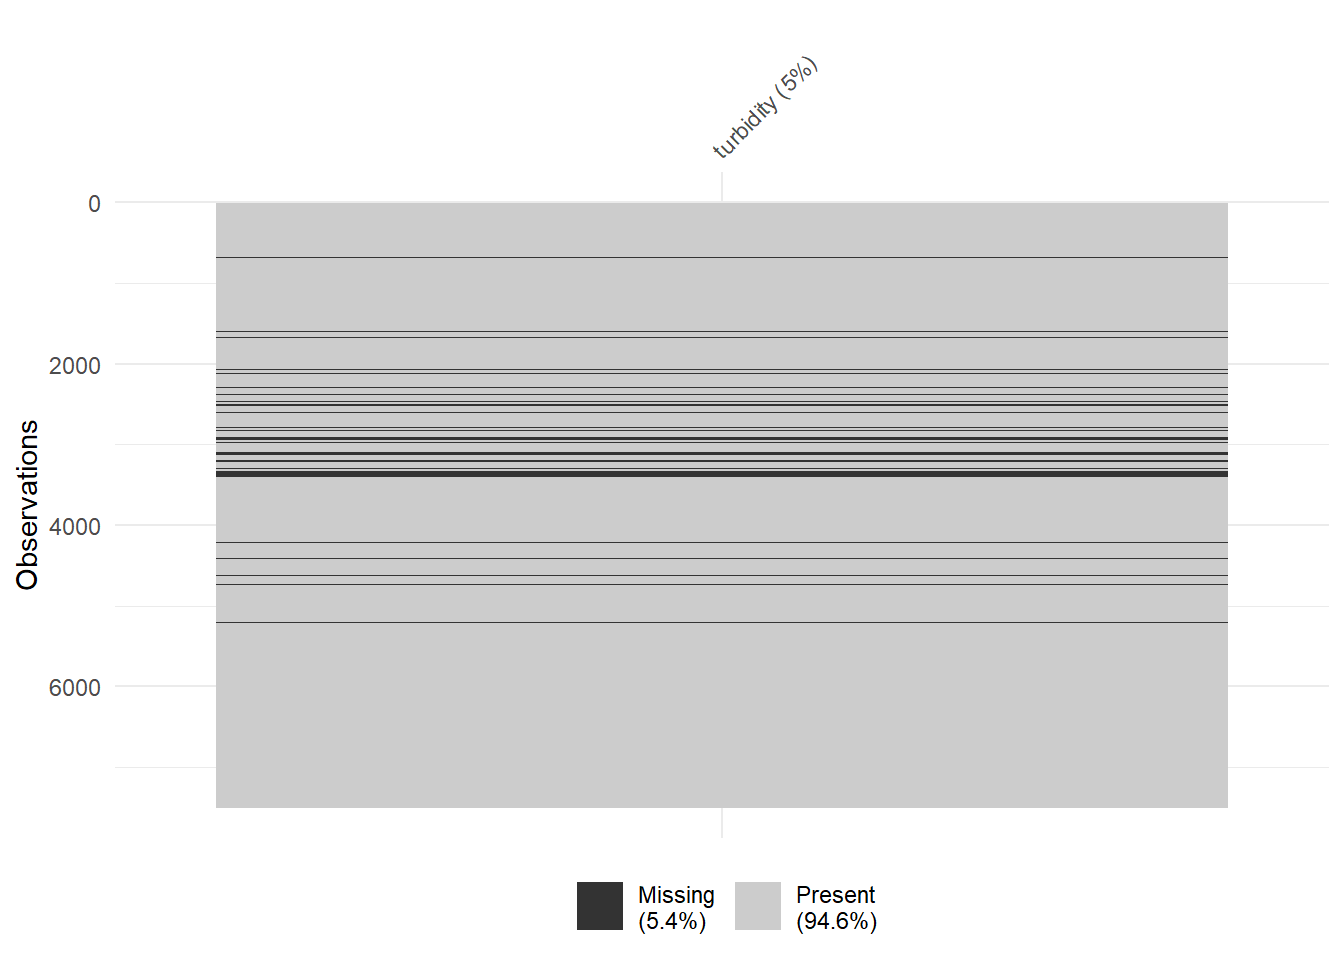 turbidity (5%)
0
2000
4000
6000
Observations
Missing
(5.4%)
Present
(94.6%)